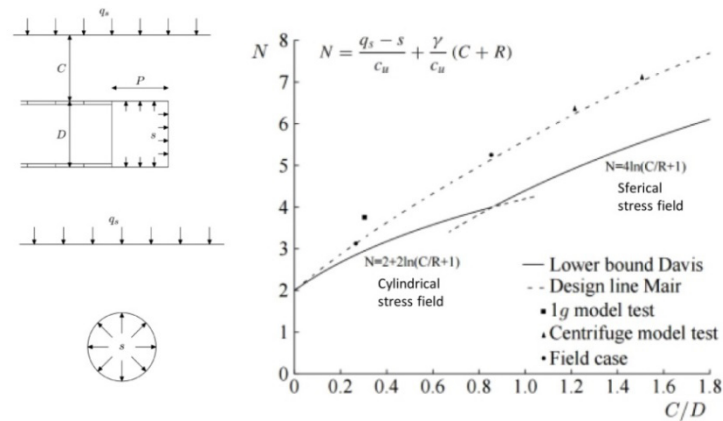 q_s
C
P
D
s
q_s
s
N
N = \frac{q_s - s}{c_u} + \frac{γ}{c_u} (C + R)
8
7
6
5
4
3
2
1
0
N=4ln(C/R+1)
Sferical
stress field
N=2+2ln(C/R+1)
Cylindrical
stress field
Lower bound Davis
Design line Mair
1g model test
Centrifuge model test
Field case
0 0.2 0.4 0.6 0.8 1.0 1.2 1.4 1.6 1.8
C/D